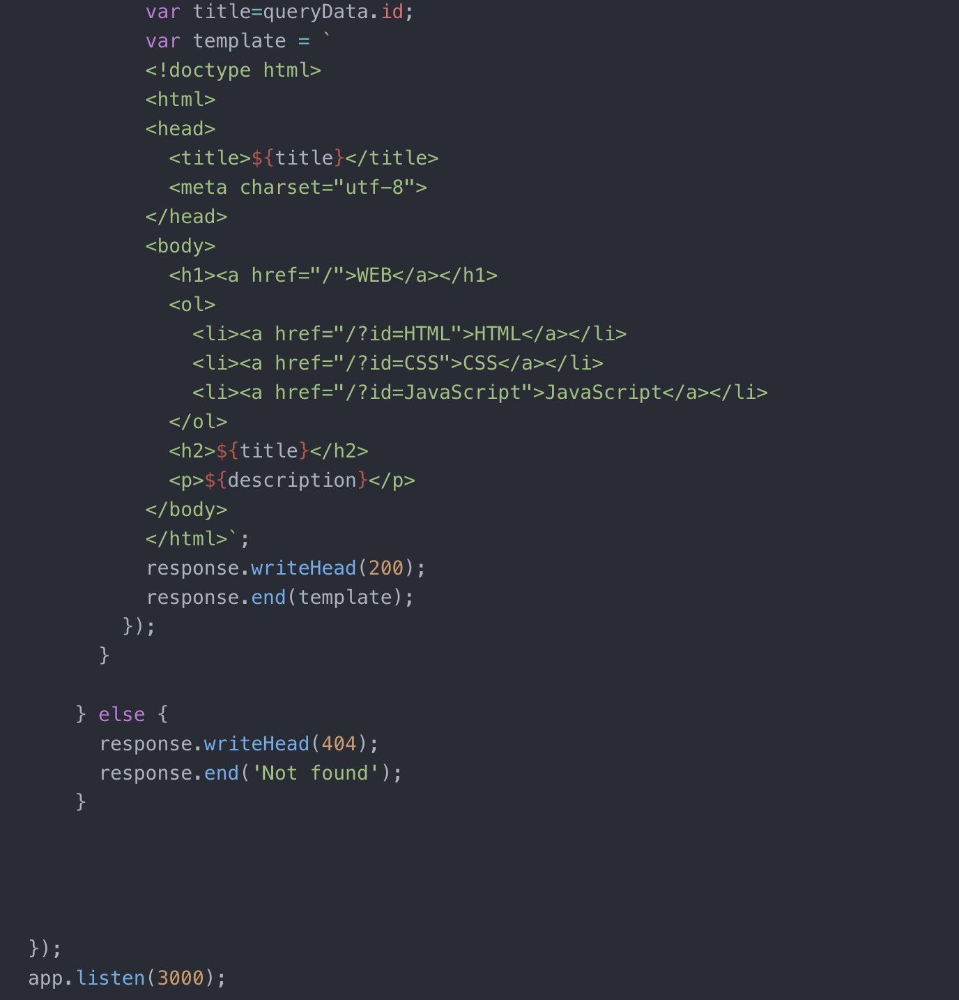 var title=queryData.id;
var template = `
<!doctype html>
<html>
<head>
<title>${title}</title>
<meta charset="utf-8">
</head>
<body>
<h1><a href="/">WEB</a></h1>
<ol>
<li><a href="/?id=HTML">HTML</a></li>
<li><a href="/?id=CSS">CSS</a></li>
<li><a href="/?id=JavaScript">JavaScript</a></li>
</ol>
<h2>${title}</h2>
<p>${description}</p>
</body>
</html>`;
response.writeHead(200);
response.end(template);
});
}
} else {
response.writeHead(404);
response.end('Not found');
}
});
app.listen(3000);